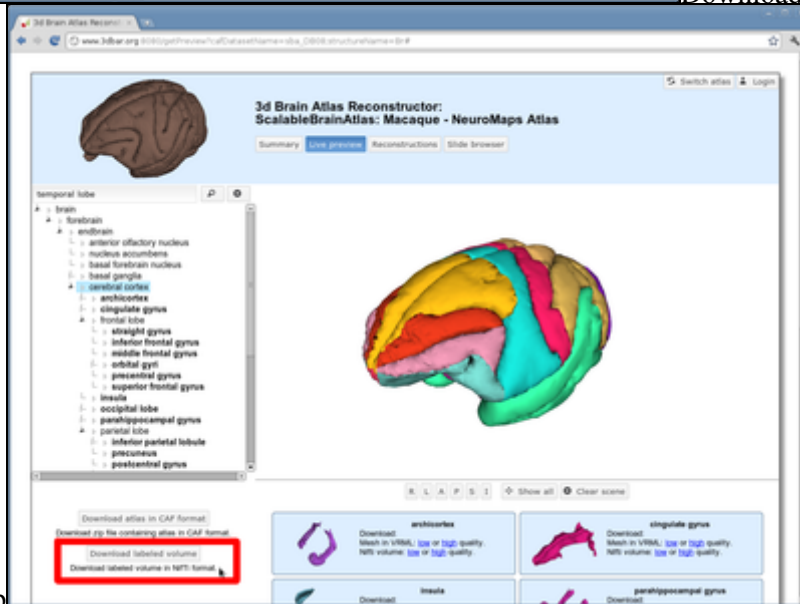 3d Brain Atlas Reconst
www.3dbar.org:8080/getPreview?cafDatasetName=sba_DB08;structureName=Br#
Switch atlas Login
3d Brain Atlas Reconstructor:
ScalableBrainAtlas: Macaque - NeuroMaps Atlas
Summary Live preview Reconstructions Slide browser
temporal lobe
brain
forebrain
endbrain
anterior olfactory nucleus
nucleus accumbens
basal forebrain nucleus
basal ganglia
cerebral cortex
archicortex
cingulate gyrus
frontal lobe
straight gyrus
inferior frontal gyrus
middle frontal gyrus
orbital gyri
precentral gyrus
superior frontal gyrus
insula
occipital lobe
parahippocampal gyrus
parietal lobe
inferior parietal lobule
precuneus
postcentral gyrus
R L A P S I Show all Clear scene
Download atlas in CAF format
Download zip file containing atlas in CAF format.
Download labeled volume
Download labeled volume in NIfTI format.
archicortex
Download:
Mesh in VRML: low or high quality.
Nifti volume: low or high quality.
cingulate gyrus
Download:
Mesh in VRML: low or high quality.
Nifti volume: low or high quality.
insula
Download:
parahippocampal gyrus
Download: